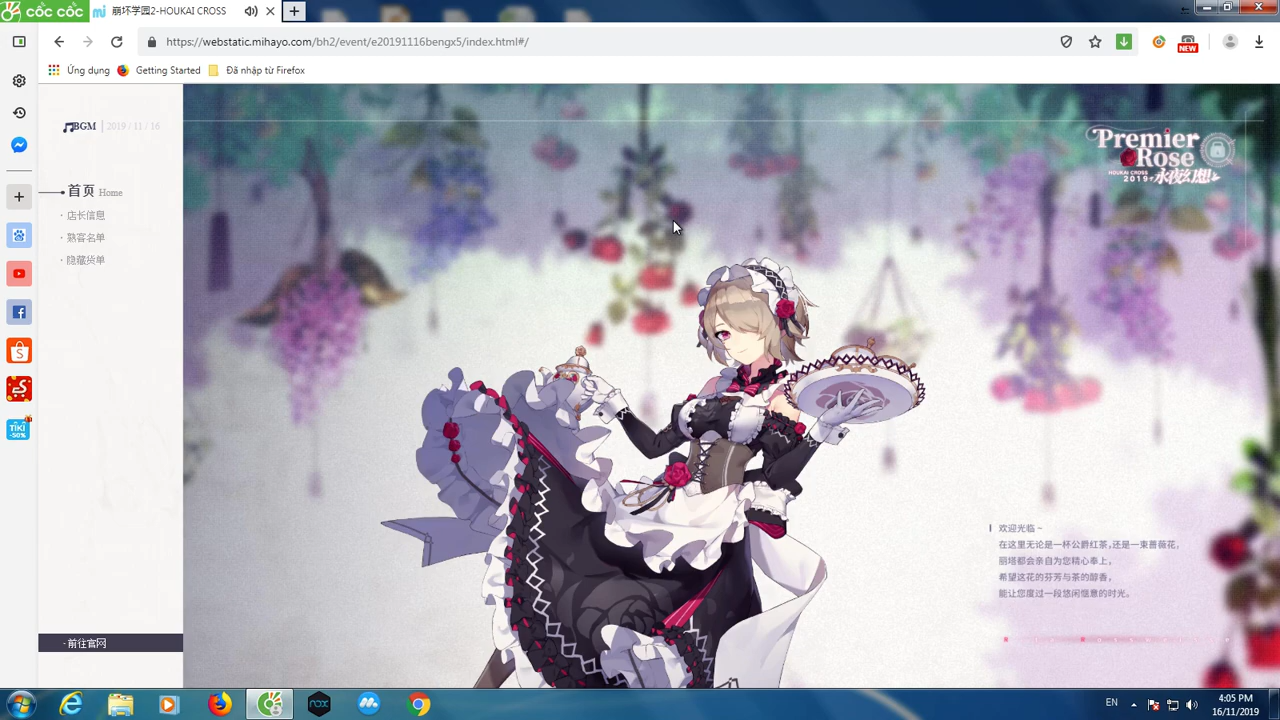 cốc cốc
崩坏学园2-HOUKAI CROSS
https://webstatic.mihayo.com/bh2/event/e20191116bengx5/index.html#/
NEW
Ứng dụng
Getting Started
Đã nhập từ Firefox
BGM
2019 / 11 / 16
首页 Home
· 店长信息
· 熟客名单
· 隐藏货单
Premier
Rose
HOUKAI CROSS
2019
欢迎光临 ~
在这里无论是一杯公爵红茶,还是一束蔷薇花,
丽塔都会亲自为您精心奉上,
希望这花的芬芳与茶的醇香,
能让您度过一段悠闲惬意的时光。
- 前往官网
TIKI
-50%
nox
EN
4:05 PM
16/11/2019